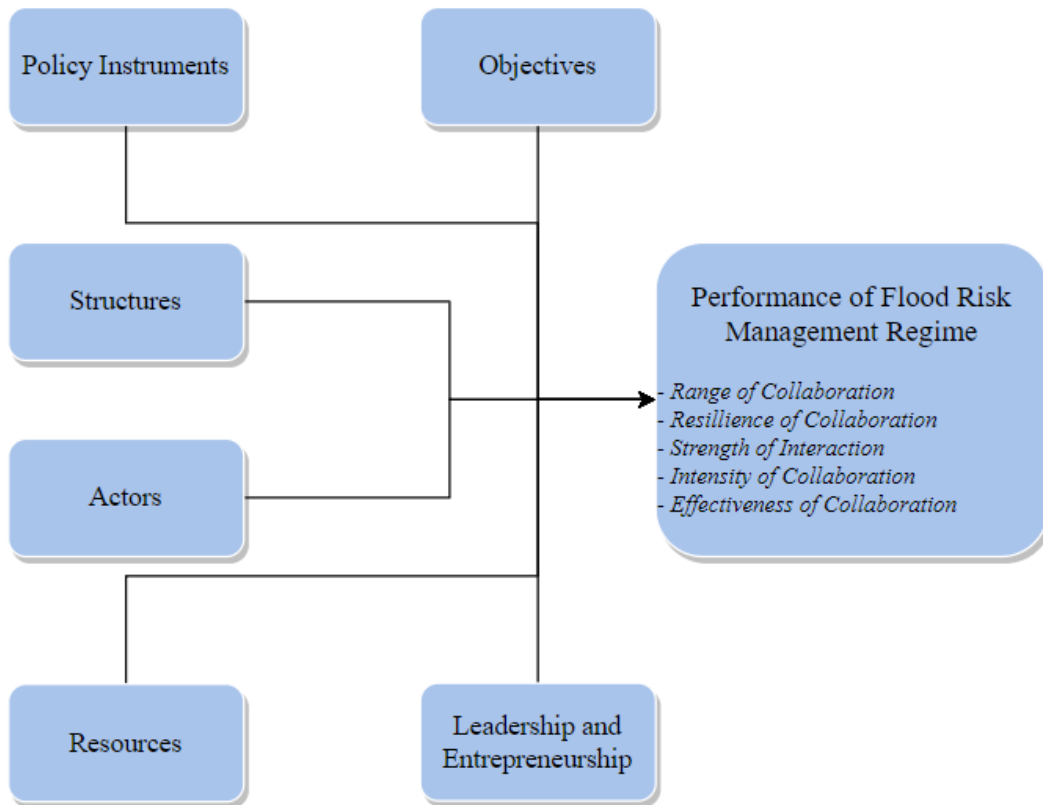 Policy Instruments
Objectives
Structures
Performance of Flood Risk
Management Regime
- Range of Collaboration
- Resillience of Collaboration
- Strength of Interaction
- Intensity of Collaboration
- Effectiveness of Collaboration
Actors
Resources
Leadership and
Entrepreneurship